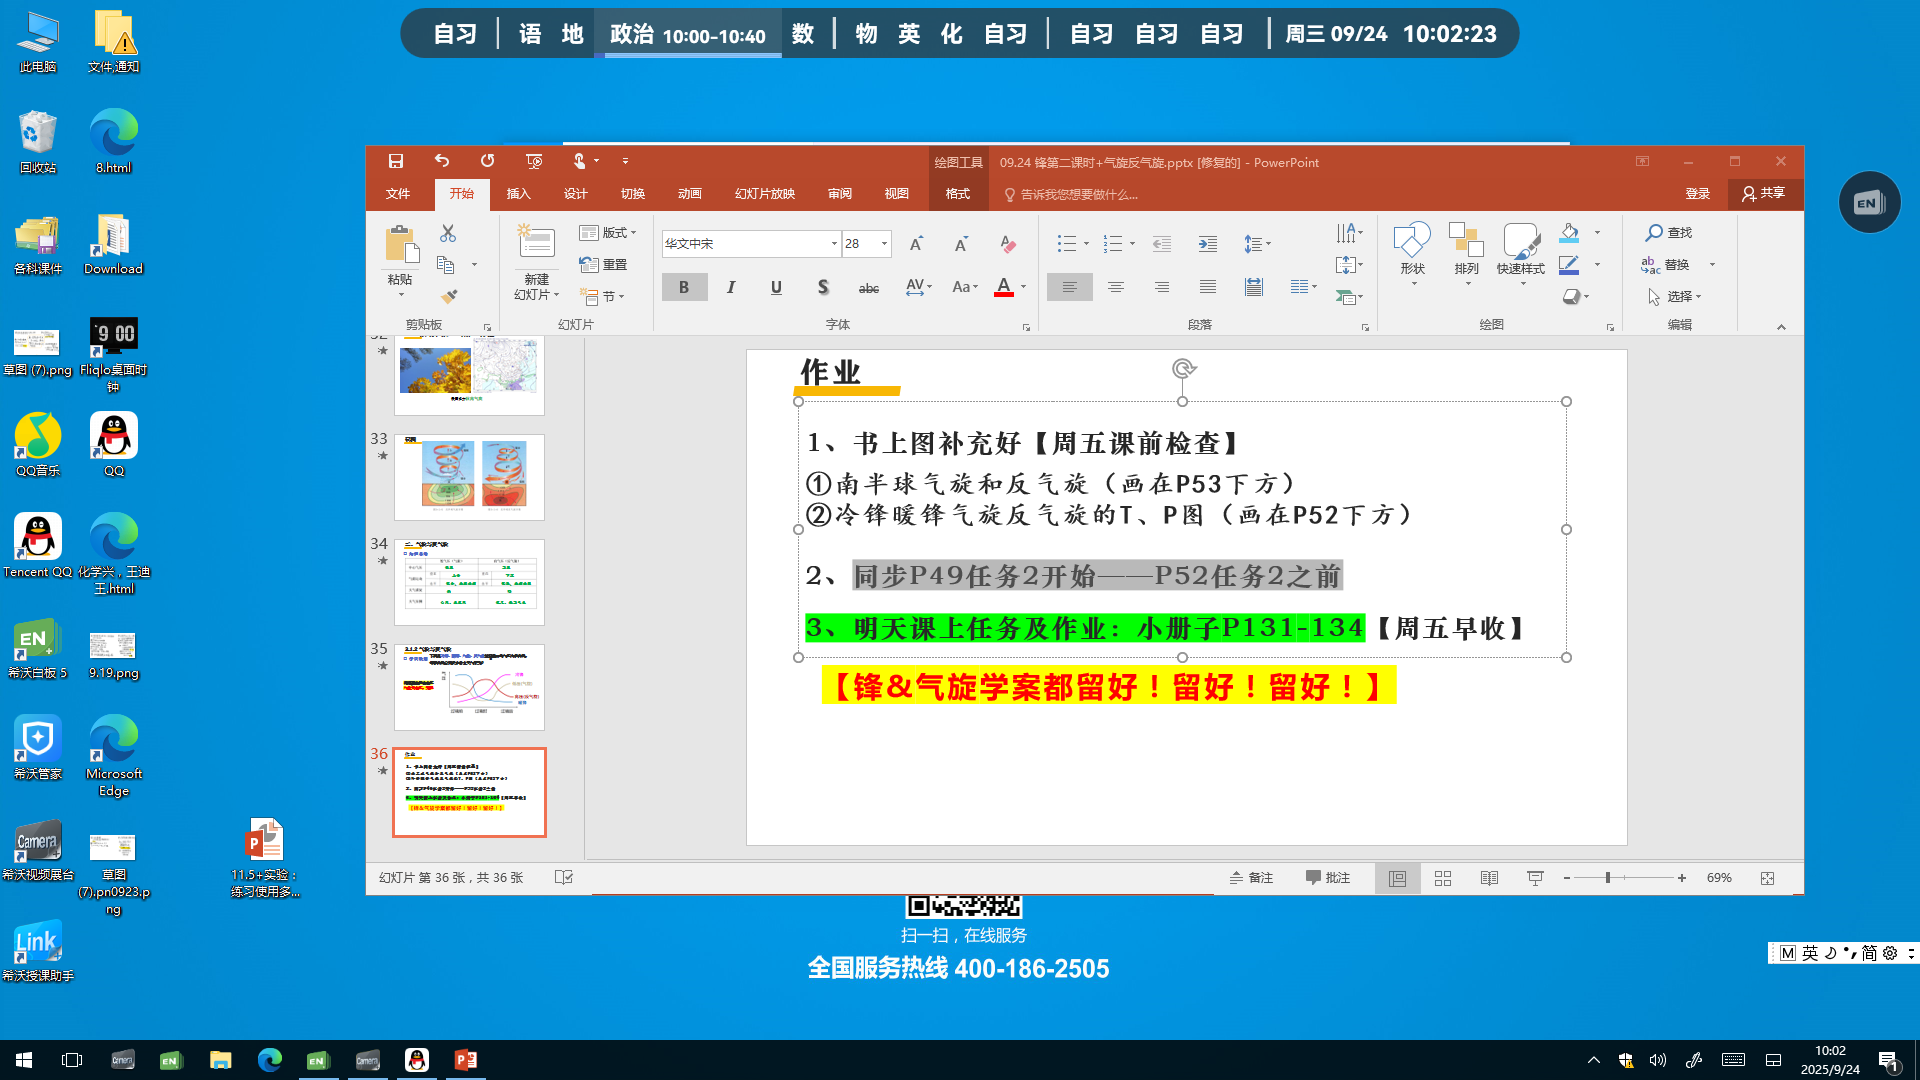 自习 语 地 政治 10:00-10:40 数 物 英 化 自习 自习 自习 自习 周三 09/24 10:02:23
此电脑
文件,通知
回收站
8.html
各科课件
Download
草图 (7).png
9 00
Fliqlo桌面时
钟
QQ音乐
QQ
Tencent QQ
化学兴，王迪
王.html
EN
希沃白板 5
9.19.png
希沃管家
Microsoft
Edge
Camera
希沃视频展台
草图
(7).pn0923.p
ng
11.5+实验：
练习使用多...
Link
希沃授课助手
绘图工具 09.24 锋第二课时+气旋反气旋.pptx [修复的] - PowerPoint
文件 开始 插入 设计 切换 动画 幻灯片放映 审阅 视图 格式 告诉我您想要做什么... 登录 共享
粘贴
剪贴板
新建
幻灯片
版式
重置
节
幻灯片
华文中宋 28
B I U S abc AV Aa A
字体
段落
形状 排列 快速样式
绘图
查找
替换
选择
编辑
EN
32
33
34
35
36
作业
1、书上图补充好【周五课前检查】
①南半球气旋和反气旋（画在P53下方）
②冷锋暖锋气旋反气旋的T、P图（画在P52下方）
2、同步P49任务2开始——P52任务2之前
3、明天课上任务及作业：小册子P131-134【周五早收】
【锋&气旋学案都留好！留好！留好！】
幻灯片 第 36 张，共 36 张 备注 批注 69%
扫一扫，在线服务
全国服务热线 400-186-2505
M 英 简
Camera EN EN Camera
10:02
2025/9/24
1